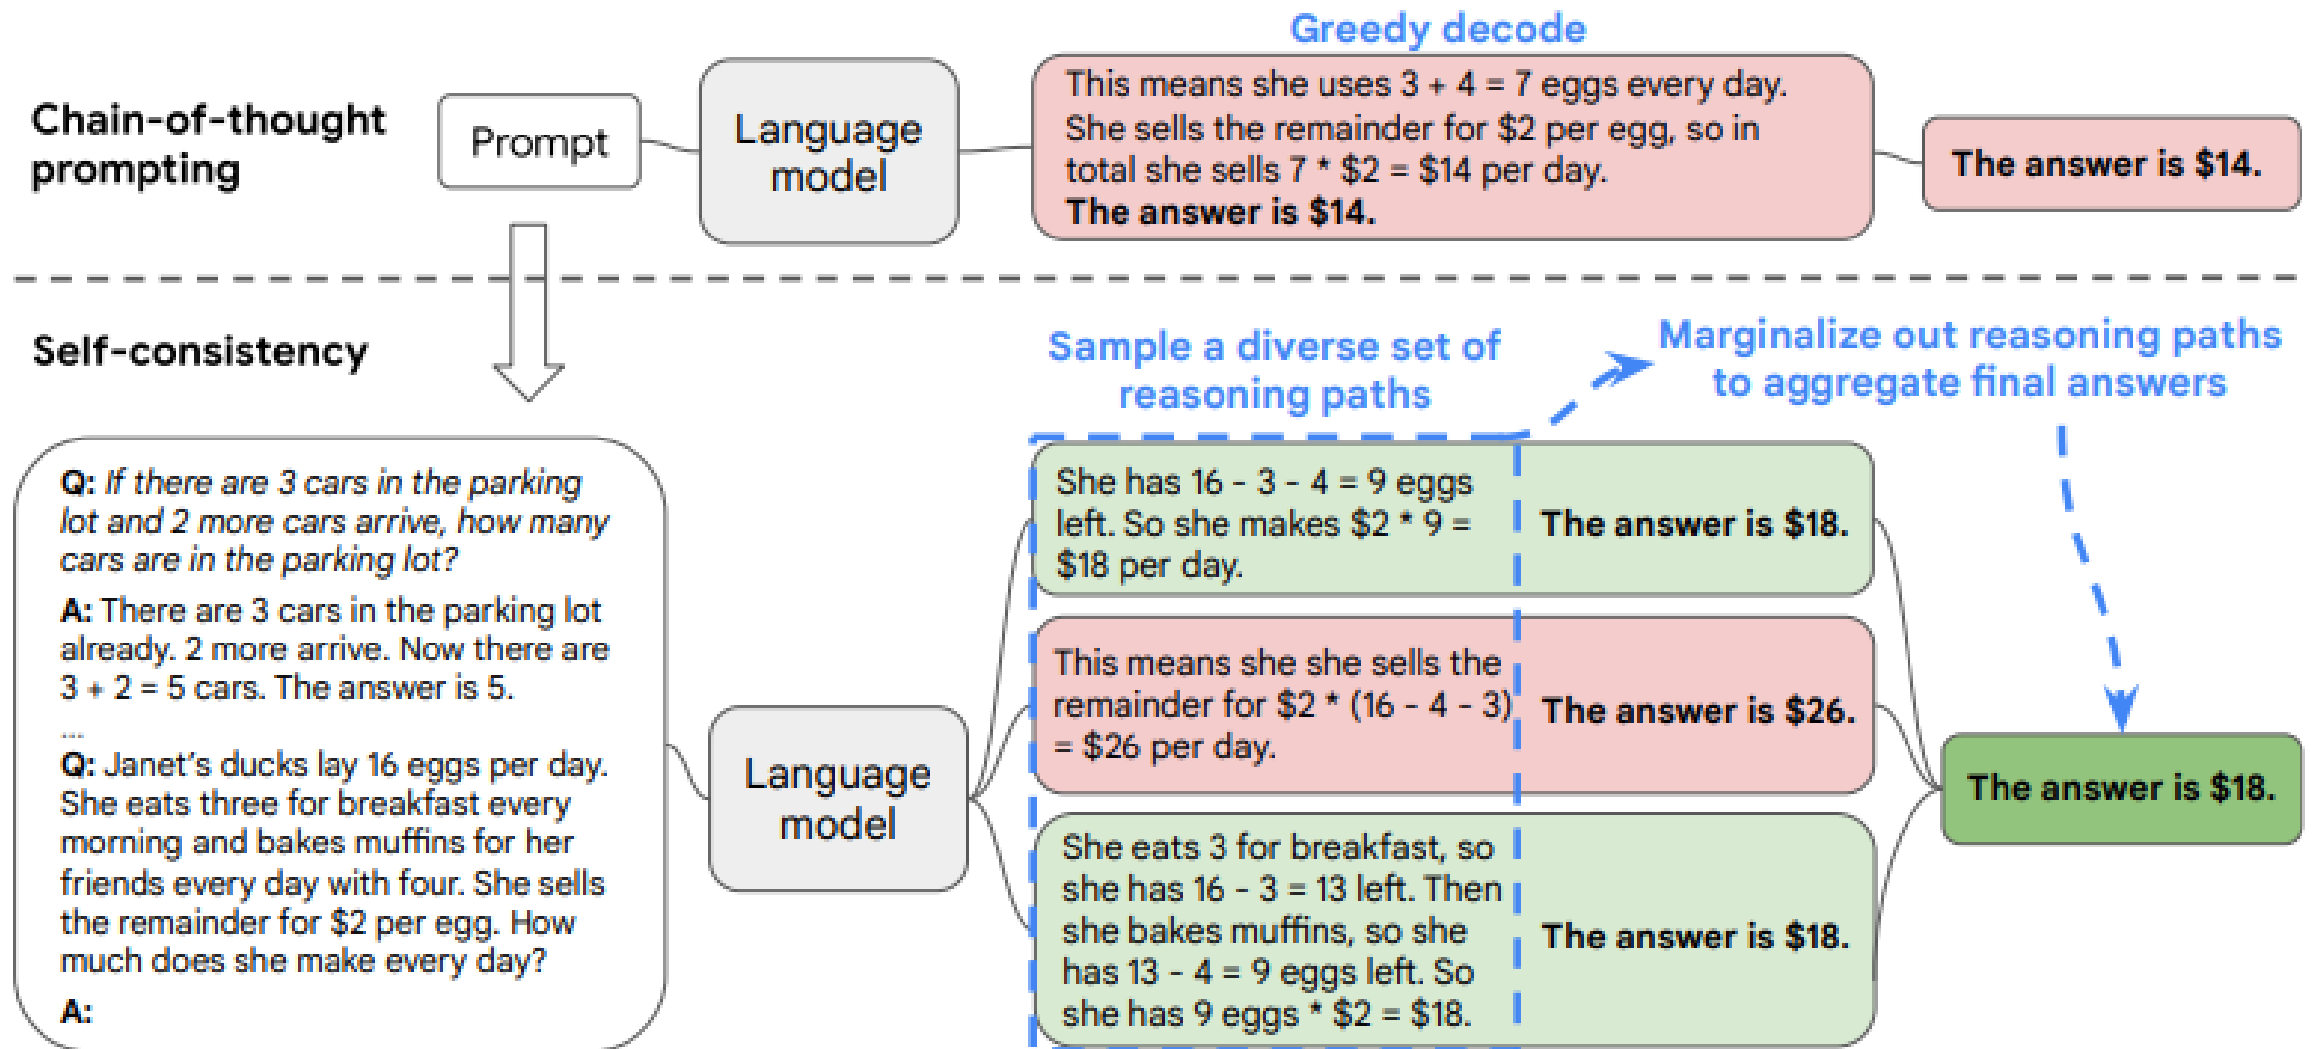 Greedy decode
Chain-of-thought
prompting
Prompt
Language
model
This means she uses 3 + 4 = 7 eggs every day.
She sells the remainder for $2 per egg, so in
total she sells 7 * $2 = $14 per day.
The answer is $14.
The answer is $14.
Self-consistency
Sample a diverse set of
reasoning paths
Marginalize out reasoning paths
to aggregate final answers
Q: If there are 3 cars in the parking
lot and 2 more cars arrive, how many
cars are in the parking lot?
A: There are 3 cars in the parking lot
already. 2 more arrive. Now there are
3 + 2 = 5 cars. The answer is 5.
...
Q: Janet's ducks lay 16 eggs per day.
She eats three for breakfast every
morning and bakes muffins for her
friends every day with four. She sells
the remainder for $2 per egg. How
much does she make every day?
A:
Language
model
She has 16 - 3 - 4 = 9 eggs
left. So she makes $2 * 9 =
$18 per day.
The answer is $18.
This means she she sells the
remainder for $2 * (16 - 4 - 3)
= $26 per day.
The answer is $26.
She eats 3 for breakfast, so
she has 16 - 3 = 13 left. Then
she bakes muffins, so she
has 13 - 4 = 9 eggs left. So
she has 9 eggs * $2 = $18.
The answer is $18.
The answer is $18.